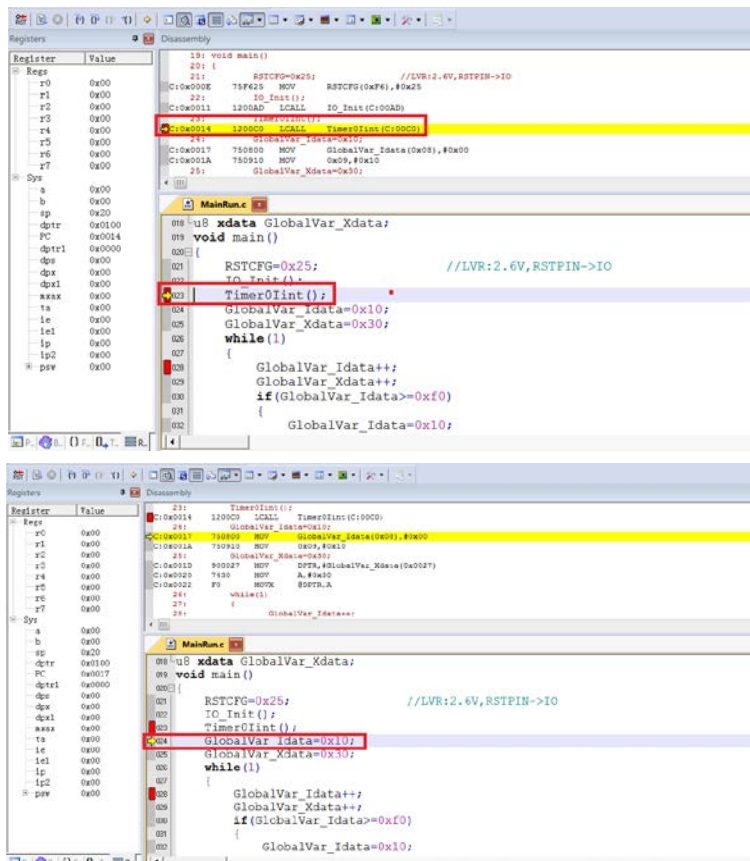 Registers
Register Value
Regs
r0 0x00
r1 0x00
r2 0x00
r3 0x00
r4 0x00
r5 0x00
r6 0x00
r7 0x00
Sys
a 0x00
b 0x00
sp 0x20
dptr 0x0100
PC 0x0014
dptr1 0x0000
dps 0x00
dpx 0x00
dpx1 0x00
mxax 0x00
ta 0x00
ie 0x00
ie1 0x00
ip 0x00
ip2 0x00
psw 0x00
Disassembly
19: void main()
20: {
21: RSTCFG=0x25; //LVR:2.6V,RSTPIN->IO
C:0x000E 75F625 MOV RSTCFG(0xF6),#0x25
22: IO_Init();
C:0x0011 1200AD LCALL IO_Init(C:00AD)
23: Timer0Iint();
C:0x0014 1200C0 LCALL Timer0Iint(C:00C0)
24: GlobalVar_Idata=0x10;
C:0x0017 750800 MOV GlobalVar_Idata(0x08),#0x00
C:0x001A 750910 MOV 0x09,#0x10
25: GlobalVar_Xdata=0x30;
MainRun.c
018 u8 xdata GlobalVar_Xdata;
019 void main()
020 {
021 RSTCFG=0x25; //LVR:2.6V,RSTPIN->IO
022 IO_Init();
023 Timer0Iint();
024 GlobalVar_Idata=0x10;
025 GlobalVar_Xdata=0x30;
026 while(1)
027 {
028 GlobalVar_Idata++;
029 GlobalVar_Xdata++;
030 if(GlobalVar_Idata>=0xf0)
031 {
032 GlobalVar_Idata=0x10;
Registers
Register Value
Regs
r0 0x00
r1 0x00
r2 0x00
r3 0x00
r4 0x00
r5 0x00
r6 0x00
r7 0x00
Sys
a 0x00
b 0x00
sp 0x20
dptr 0x0100
PC 0x0017
dptr1 0x0000
dps 0x00
dpx 0x00
dpx1 0x00
mxax 0x00
ta 0x00
ie 0x00
ie1 0x00
ip 0x00
ip2 0x00
psw 0x00
Disassembly
23: Timer0Iint();
C:0x0014 1200C0 LCALL Timer0Iint(C:00C0)
24: GlobalVar_Idata=0x10;
C:0x0017 750800 MOV GlobalVar_Idata(0x08),#0x00
C:0x001A 750910 MOV 0x09,#0x10
25: GlobalVar_Xdata=0x30;
C:0x001D 900027 MOV DPTR,#GlobalVar_Xdata(0x0027)
C:0x0020 7430 MOV A,#0x30
C:0x0022 F0 MOVX @DPTR,A
26: while(1)
27: {
28: GlobalVar_Idata++;
MainRun.c
018 u8 xdata GlobalVar_Xdata;
019 void main()
020 {
021 RSTCFG=0x25; //LVR:2.6V,RSTPIN->IO
022 IO_Init();
023 Timer0Iint();
024 GlobalVar_Idata=0x10;
025 GlobalVar_Xdata=0x30;
026 while(1)
027 {
028 GlobalVar_Idata++;
029 GlobalVar_Xdata++;
030 if(GlobalVar_Idata>=0xf0)
031 {
032 GlobalVar_Idata=0x10;